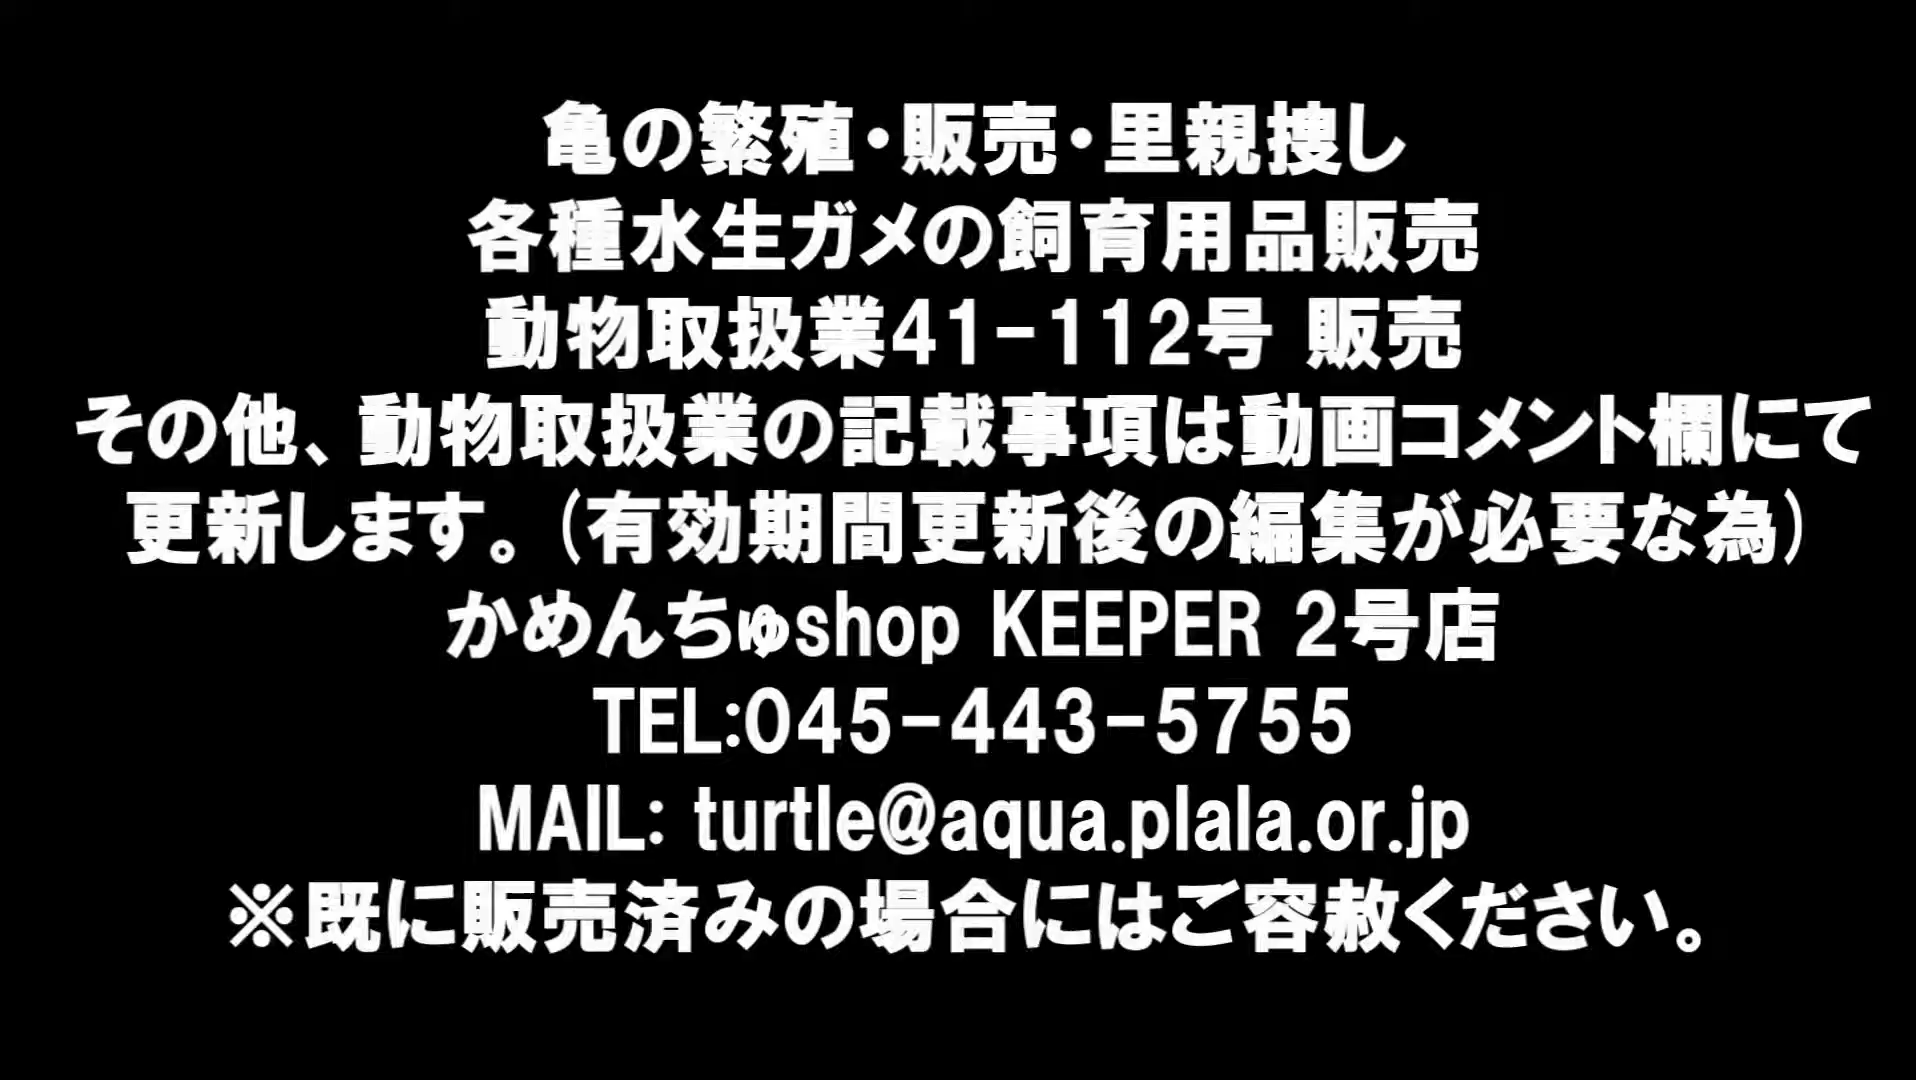 亀の繁殖・販売・里親捜し
各種水生ガメの飼育用品販売
動物取扱業41-112号 販売
その他、動物取扱業の記載事項は動画コメント欄にて
更新します。(有効期間更新後の編集が必要な為)
かめんちゅshop KEEPER 2号店
TEL:045-443-5755
MAIL: turtle@aqua.plala.or.jp
※既に販売済みの場合にはご容赦ください。